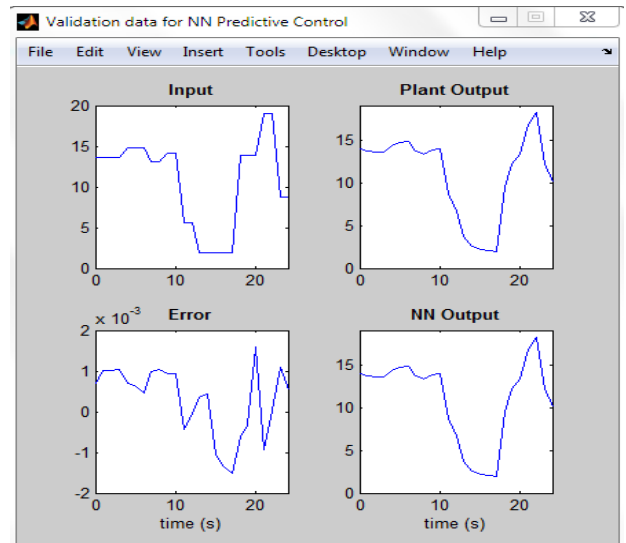 Validation data for NN Predictive Control
File Edit View Insert Tools Desktop Window Help
Input
20
15
10
5
0
0 10 20
Plant Output
15
10
5
0
0 10 20
x 10^-3 Error
2
1
0
-1
-2
0 10 20
time (s)
NN Output
15
10
5
0
0 10 20
time (s)